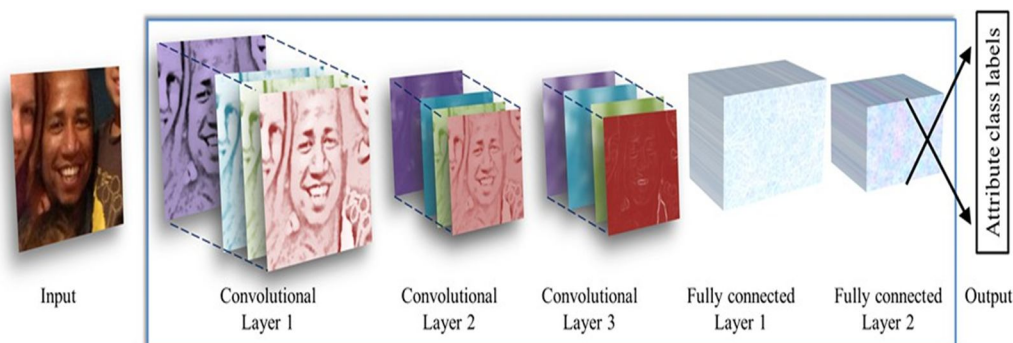 Attribute class labels
Input
Convolutional
Layer 1
Convolutional
Layer 2
Convolutional
Layer 3
Fully connected
Layer 1
Fully connected
Layer 2
Output